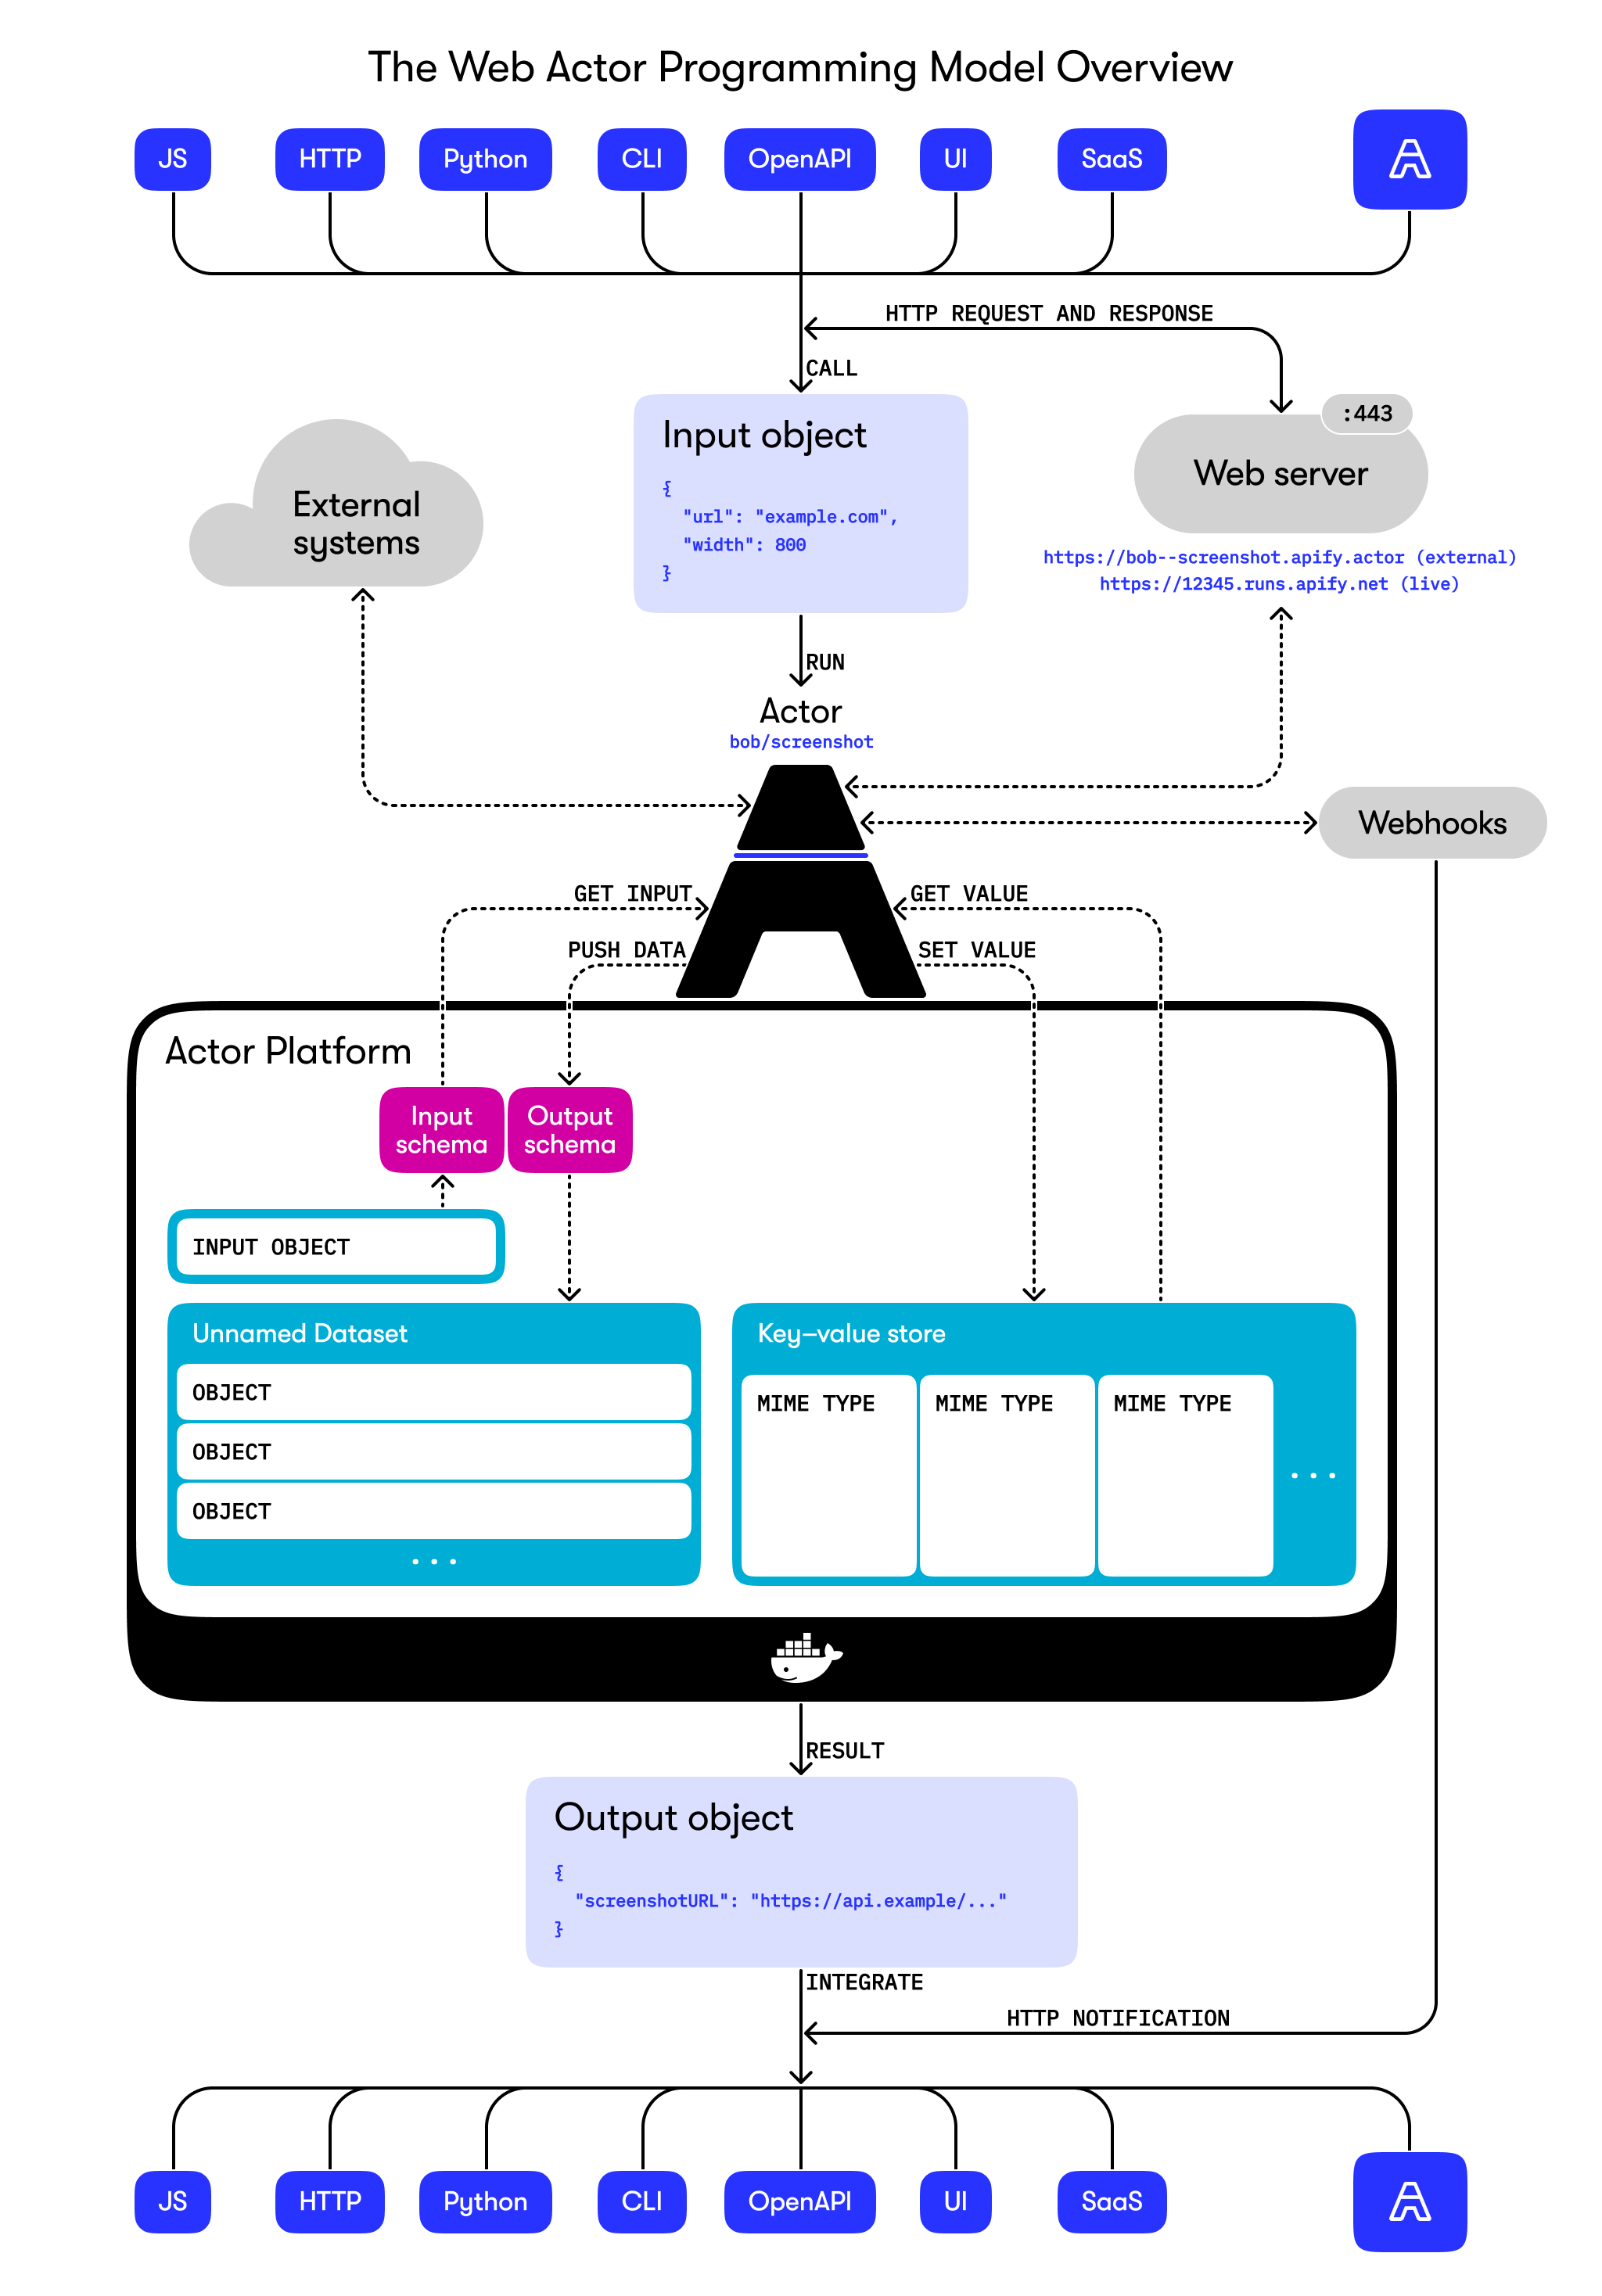 The Web Actor Programming Model Overview
JS
HTTP
Python
CLI
OpenAPI
UI
SaaS
HTTP REQUEST AND RESPONSE
CALL
Input object
{
"url": "example.com",
"width": 800
}
External
systems
:443
Web server
https://bob--screenshot.apify.actor (external)
https://12345.runs.apify.net (live)
RUN
Actor
bob/screenshot
Webhooks
GET INPUT
GET VALUE
PUSH DATA
SET VALUE
Actor Platform
Input
schema
Output
schema
INPUT OBJECT
Unnamed Dataset
OBJECT
OBJECT
OBJECT
...
Key–value store
MIME TYPE
MIME TYPE
MIME TYPE
...
RESULT
Output object
{
"screenshotURL": "https://api.example/..."
}
INTEGRATE
HTTP NOTIFICATION
JS
HTTP
Python
CLI
OpenAPI
UI
SaaS